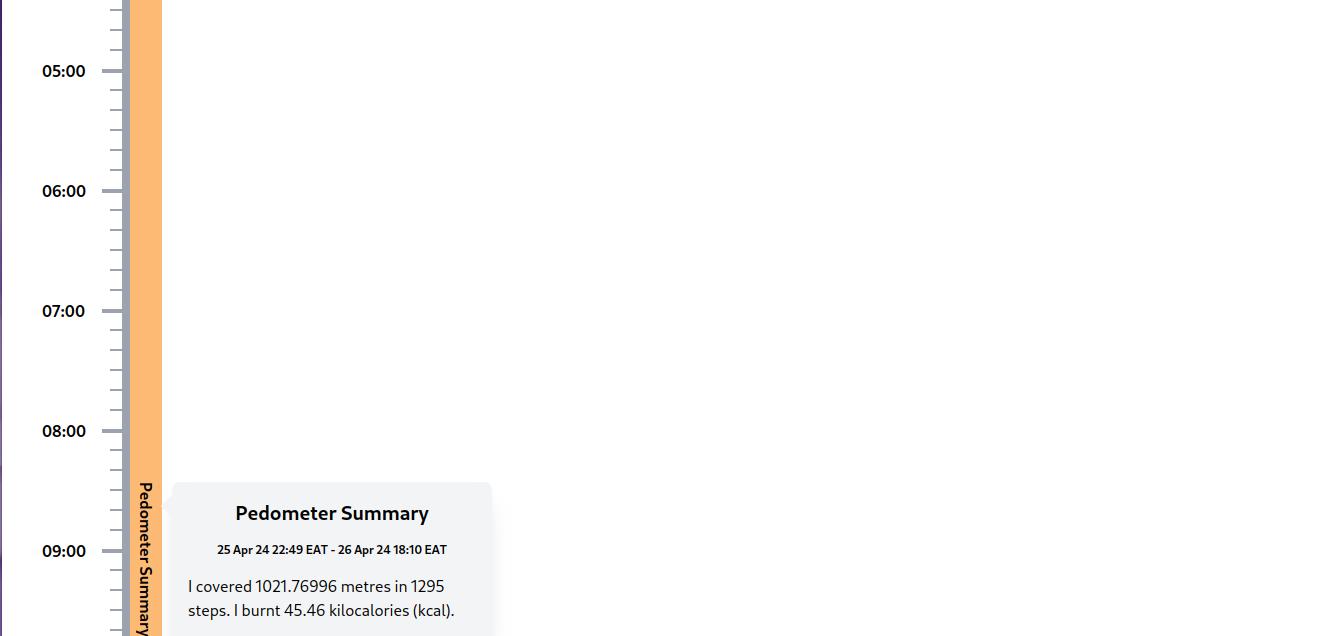 05:00
06:00
07:00
08:00
Pedometer Summary
Pedometer Summary
25 Apr 24 22:49 EAT - 26 Apr 24 18:10 EAT
09:00
I covered 1021.76996 metres in 1295
steps. I burnt 45.46 kilocalories (kcal).